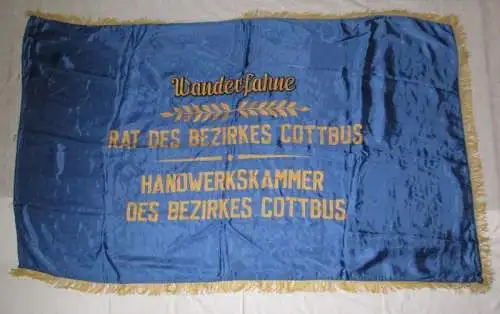 Wanderfahne
RAT DES BEZIRKES COTTBUS
HANDWERKSKAMMER
DES BEZIRKES COTTBUS